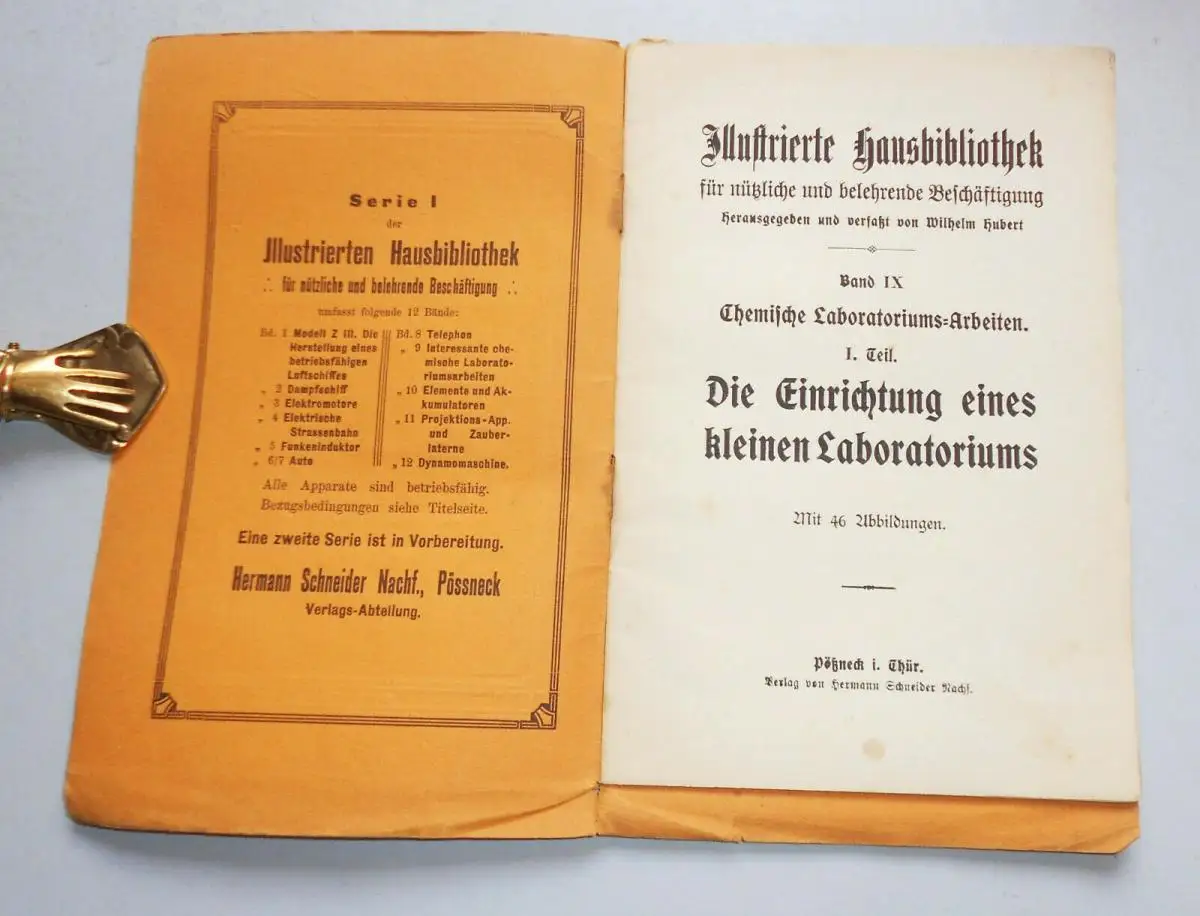 Serie I
der
Illustrierten Hausbibliothek
∴ für nützliche und belehrende Beschäftigung ∴
umfasst folgende 12 Bände:
Bd. 1 Modell Z III. Die
Herstellung eines
betriebsfähigen
Luftschiffes
„ 2 Dampfschiff
„ 3 Elektromotore
„ 4 Elektrische
Strassenbahn
„ 5 Funkeninduktor
„ 6/7 Auto
Bd. 8 Telephon
„ 9 Interessante che-
mische Laborato-
riumsarbeiten
„ 10 Elemente und Ak-
kumulatoren
„ 11 Projektions-App.
und Zauber-
laterne
„ 12 Dynamomaschine.
Alle Apparate sind betriebsfähig.
Bezugsbedingungen siehe Titelseite.
Eine zweite Serie ist in Vorbereitung.
Hermann Schneider Nachf., Pössneck
Verlags-Abteilung.
Illustrierte Hausbibliothek
für nützliche und belehrende Beschäftigung
Herausgegeben und verfaßt von Wilhelm Hubert
Band IX
Chemische Laboratoriums-Arbeiten.
I. Teil.
Die Einrichtung eines
kleinen Laboratoriums
Mit 46 Abbildungen.
Pößneck i. Thür.
Verlag von Hermann Schneider Nachf.